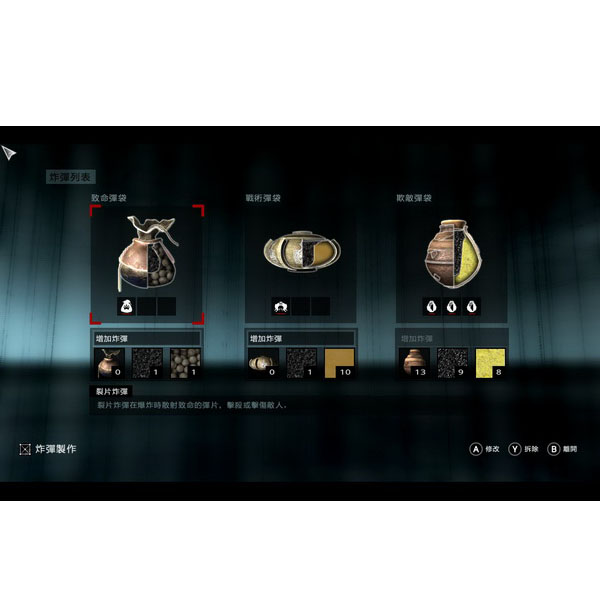 炸彈列表
致命彈袋 戰術彈袋 欺敵彈袋
增加炸彈 增加炸彈 增加炸彈
0 1 1 0 1 10 13 9 8
裂片炸彈
裂片炸彈在爆炸時散射致命的彈片，擊殺或擊傷敵人。
炸彈製作 A 修改 Y 拆除 B 離開